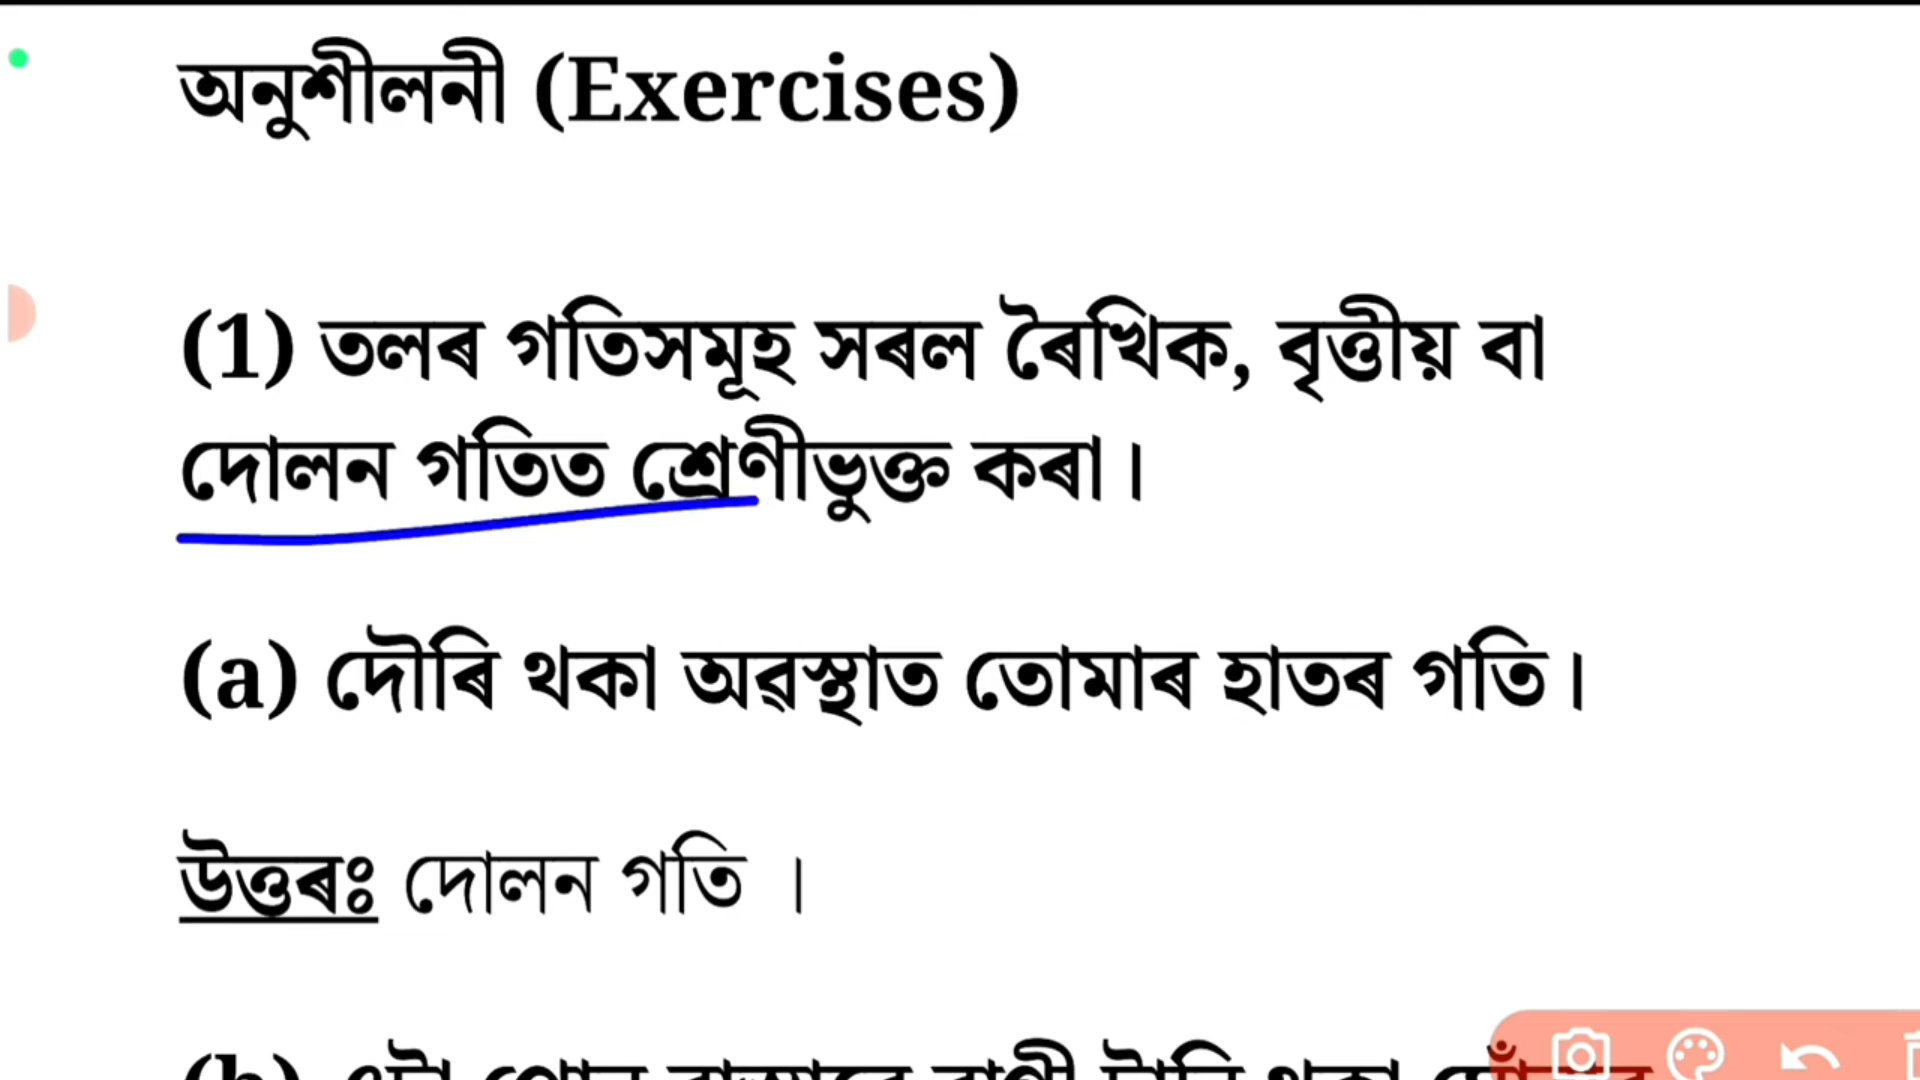 অনুশীলনী (Exercises)
(1) তলৰ গতিসমূহ সৰল ৰৈখিক, বৃত্তীয় বা
দোলন গতিত শ্ৰেণীভুক্ত কৰা।
(a) দৌৰি থকা অৱস্থাত তোমাৰ হাতৰ গতি।
উত্তৰঃ দোলন গতি ।